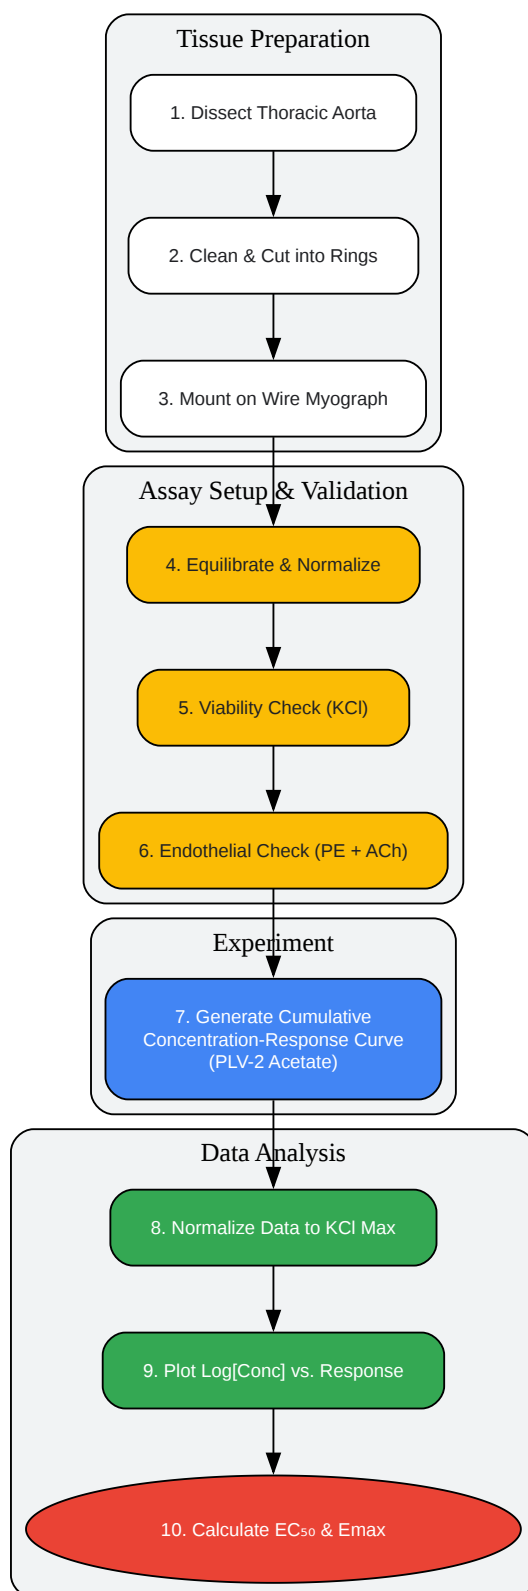 Tissue Preparation
1. Dissect Thoracic Aorta
2. Clean & Cut into Rings
3. Mount on Wire Myograph
Assay Setup & Validation
4. Equilibrate & Normalize
5. Viability Check (KCl)
6. Endothelial Check (PE + ACh)
Experiment
7. Generate Cumulative
Concentration-Response Curve
(PLV-2 Acetate)
Data Analysis
8. Normalize Data to KCl Max
9. Plot Log[Conc] vs. Response
10. Calculate EC₅₀ & Emax